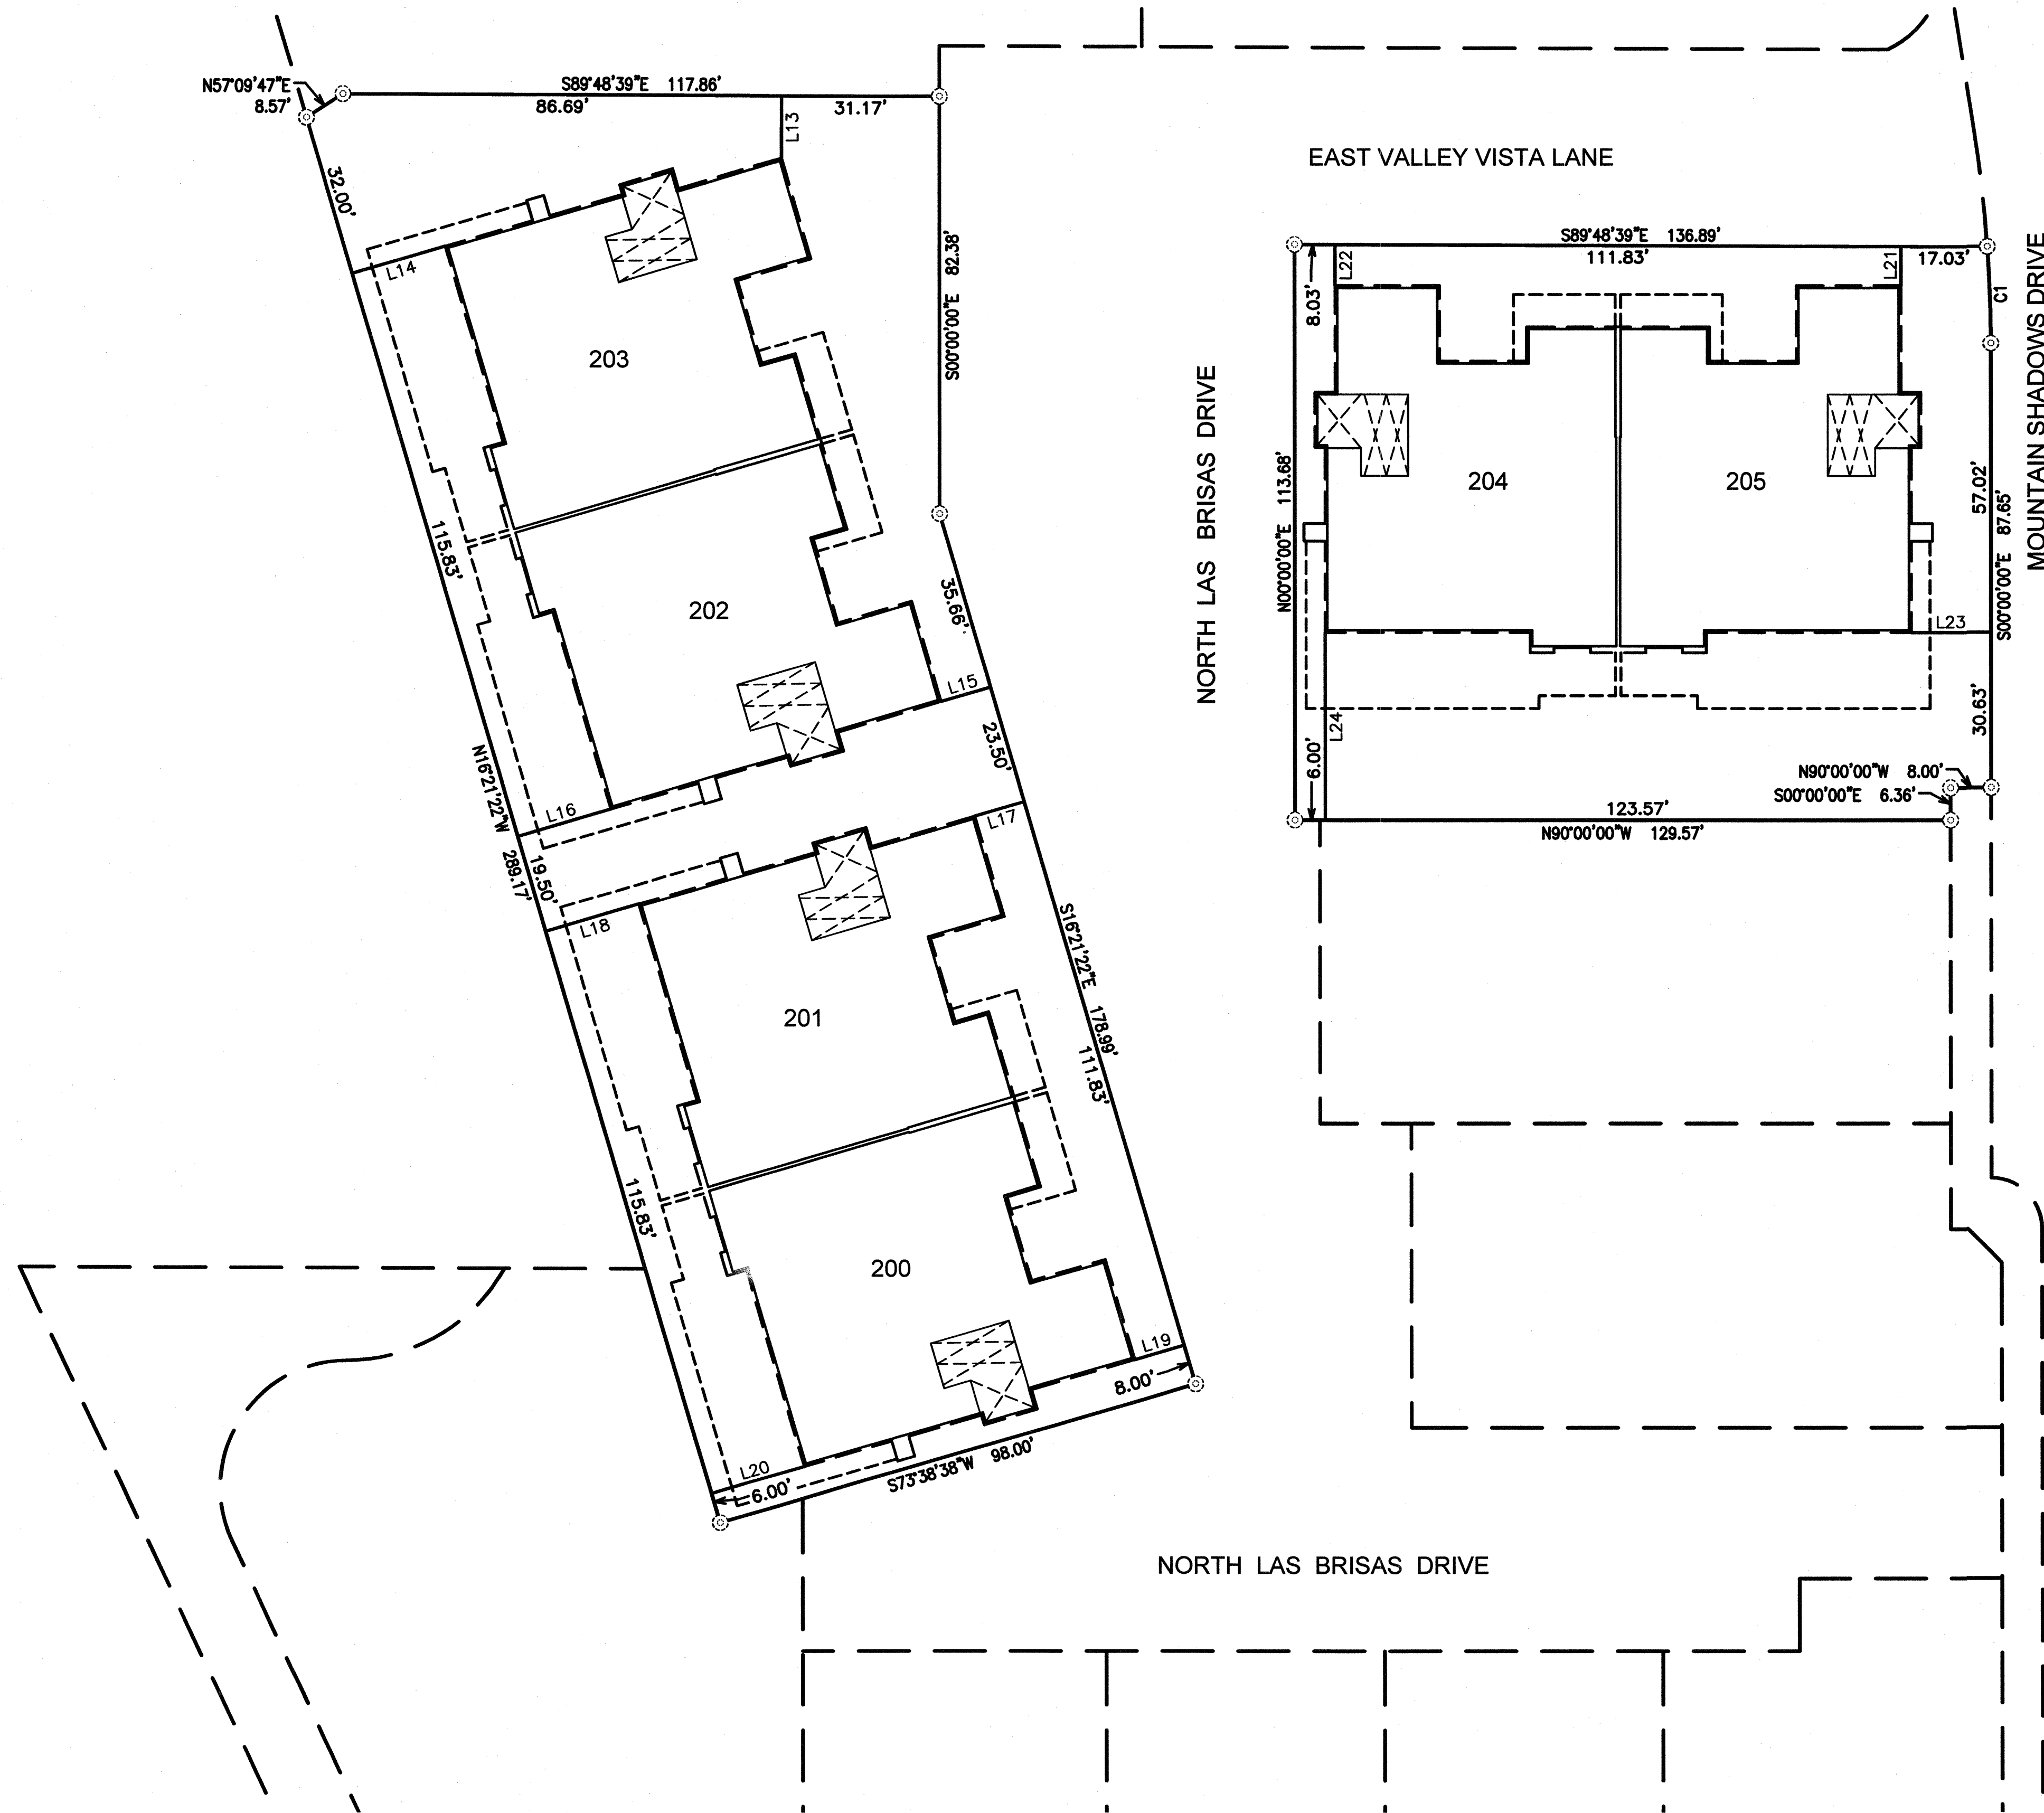 N57°09'47"E
8.57'
S89°48'39"E 117.86'
86.69'
31.17'
L13
EAST VALLEY VISTA LANE
32.00'
L14
S00°00'00"E 82.38'
203
S89°48'39"E 136.89'
111.83'
17.03'
L22
L21
8.03'
C1
MOUNTAIN SHADOWS DRIVE
NORTH LAS BRISAS DRIVE
N00°00'00"E 113.68'
204
205
57.02'
S00°00'00"E 87.65'
115.83'
202
35.66'
L15
L23
L24
23.50'
30.63'
N16°21'22"W 289.17'
L16
6.00'
N90°00'00"W 8.00'
S00°00'00"E 6.36'
123.57'
N90°00'00"W 129.57'
L17
19.50'
L18
201
S16°21'22"E 178.99'
111.83'
115.83'
200
L19
8.00'
L20
6.00'
S73°38'38"W 98.00'
NORTH LAS BRISAS DRIVE